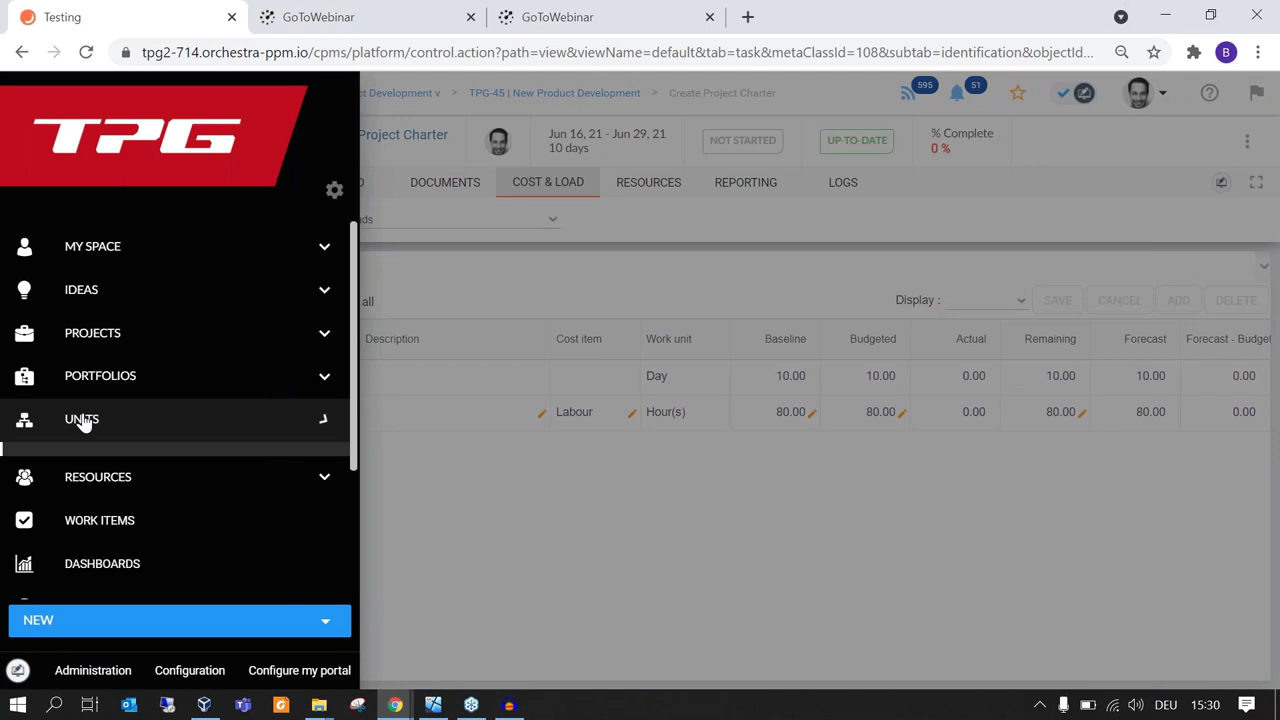 Testing
GoToWebinar
GoToWebinar
B
tpg2-714.orchestra-ppm.io/cpms/platform/control.action?path=view&viewName=default&tab=task&metaClassId=108&subtab=identification&objectId...
TPG
ct Development v > TPG-45 | New Product Development > Create Project Charter
595
51
Project Charter
Jun 16, 21 - Jun 29, 21
10 days
NOT STARTED
UP-TO-DATE
% Complete
0 %
DOCUMENTS
COST & LOAD
RESOURCES
REPORTING
LOGS
ads
all
Display :
SAVE
CANCEL
ADD
DELETE
Description Cost item Work unit Baseline Budgeted Actual Remaining Forecast Forecast - Budget
Day 10.00 10.00 0.00 10.00 10.00 0.00
Labour Hour(s) 80.00 80.00 0.00 80.00 80.00 0.00
MY SPACE
IDEAS
PROJECTS
PORTFOLIOS
UNITS
RESOURCES
WORK ITEMS
DASHBOARDS
NEW
Administration
Configuration
Configure my portal
DEU
15:30